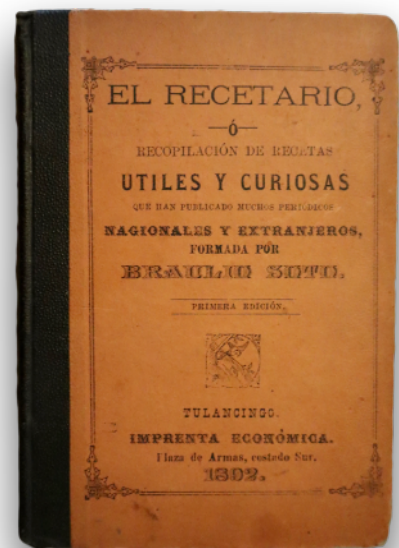 EL RECETARIO,
Ó
RECOPILACIÓN DE RECETAS
UTILES Y CURIOSAS
QUE HAN PUBLICADO MUCHOS PERIÓDICOS
NACIONALES Y EXTRANJEROS,
FORMADA POR
BRAULIO SOTO.
PRIMERA EDICIÓN.
TULANCINGO.
IMPRENTA ECONÓMICA.
Plaza de Armas, costado Sur.
1892.